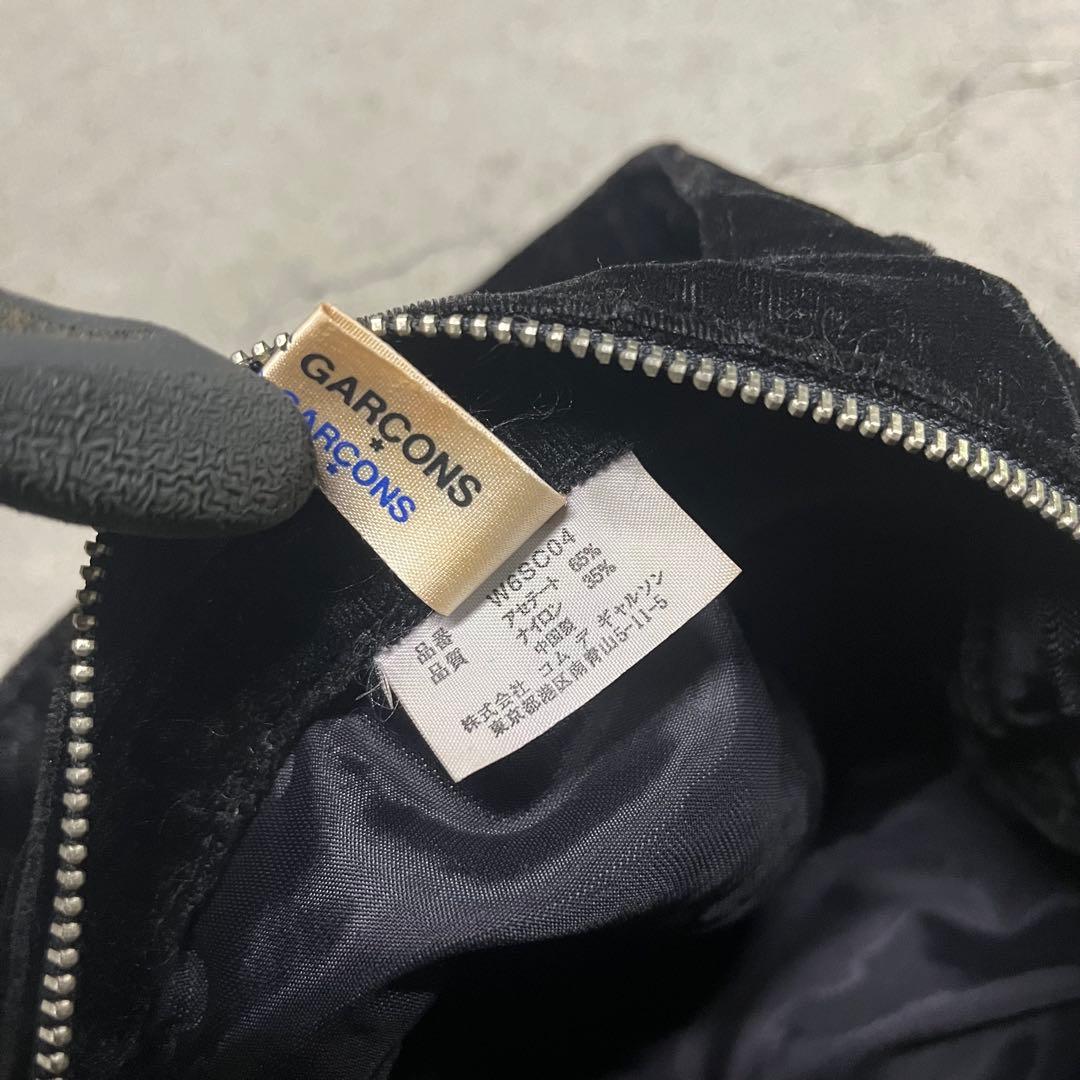 GARÇONS
*
GARÇONS
*
品番 W6SC04
品質 アセテート 65%
ナイロン 35%
中国製
株式会社 コム デ ギャルソン
東京都港区南青山5-11-5